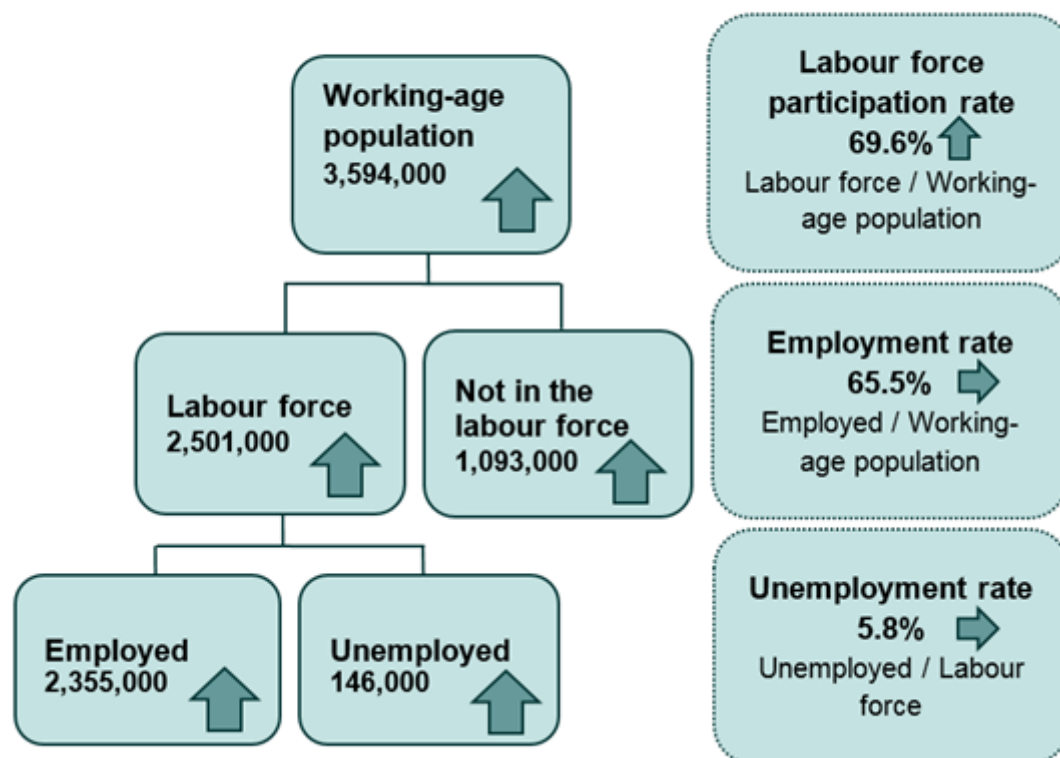 Working-age
population
3,594,000
Labour force
2,501,000
Not in the
labour force
1,093,000
Employed
2,355,000
Unemployed
146,000
Labour force
participation rate
69.6%
Labour force / Working-
age population
Employment rate
65.5%
Employed / Working-
age population
Unemployment rate
5.8%
Unemployed / Labour
force